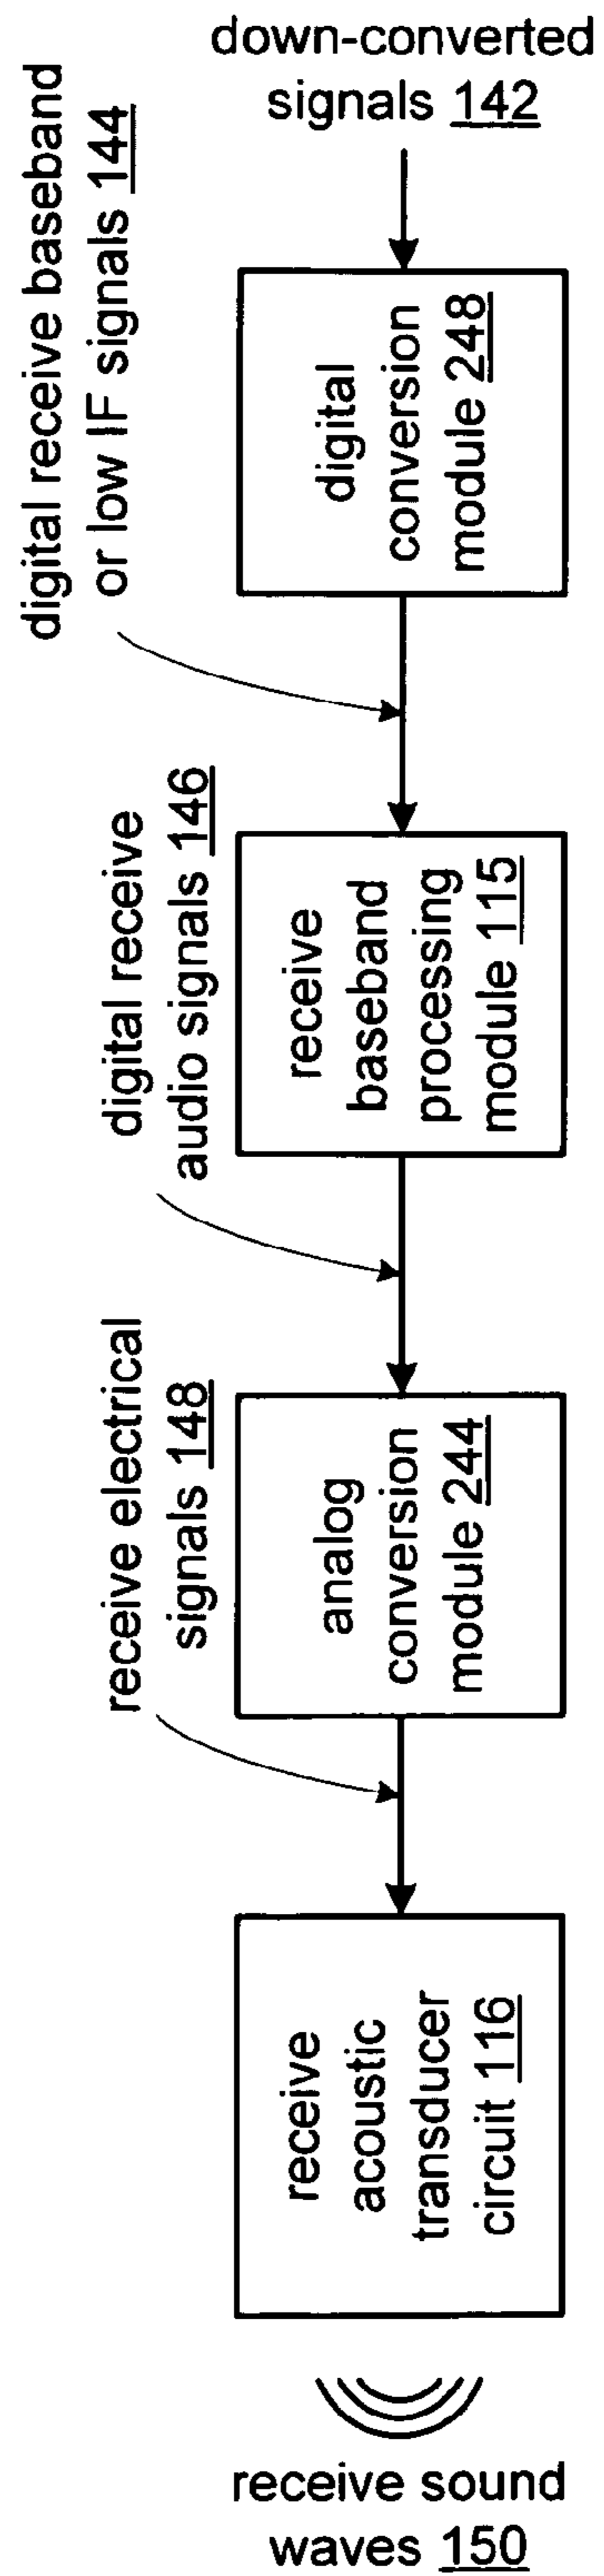 down-converted
signals 142
digital receive baseband
or low IF signals 144
digital
conversion
module 248
digital receive
audio signals 146
receive
baseband
processing
module 115
receive electrical
signals 148
analog
conversion
module 244
receive
acoustic
transducer
circuit 116
receive sound
waves 150